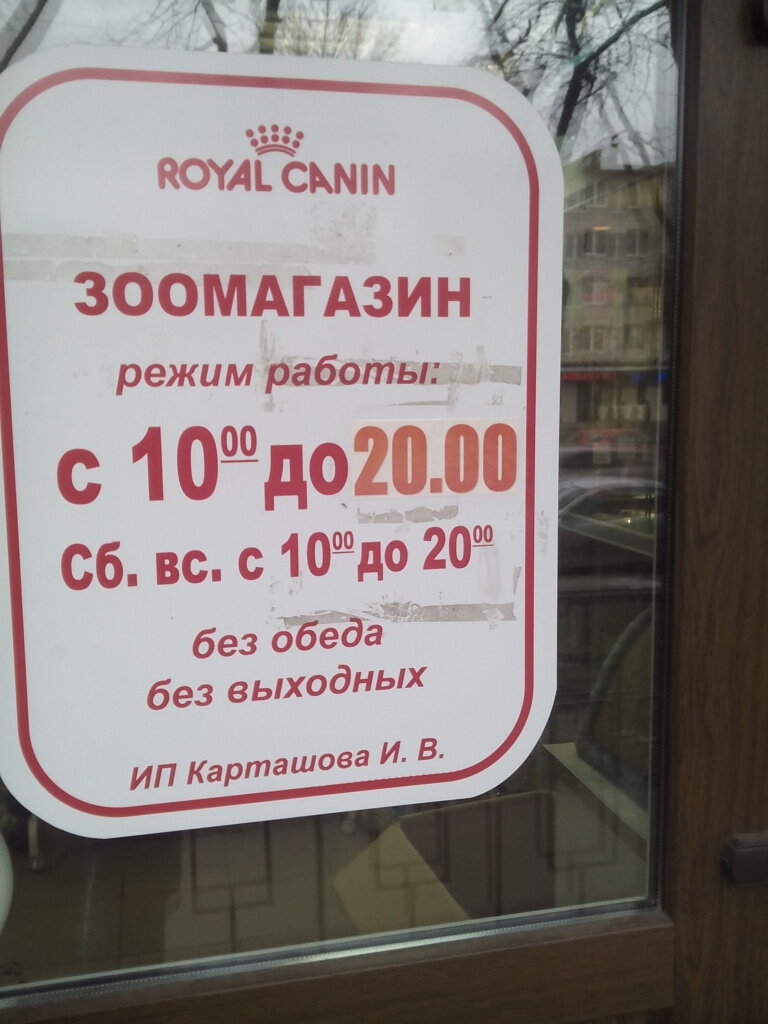 ROYAL CANIN
ЗООМАГАЗИН
режим работы:
с 10⁰⁰ до 20.00
Сб. вс. с 10⁰⁰ до 20⁰⁰
без обеда
без выходных
ИП Карташова И. В.